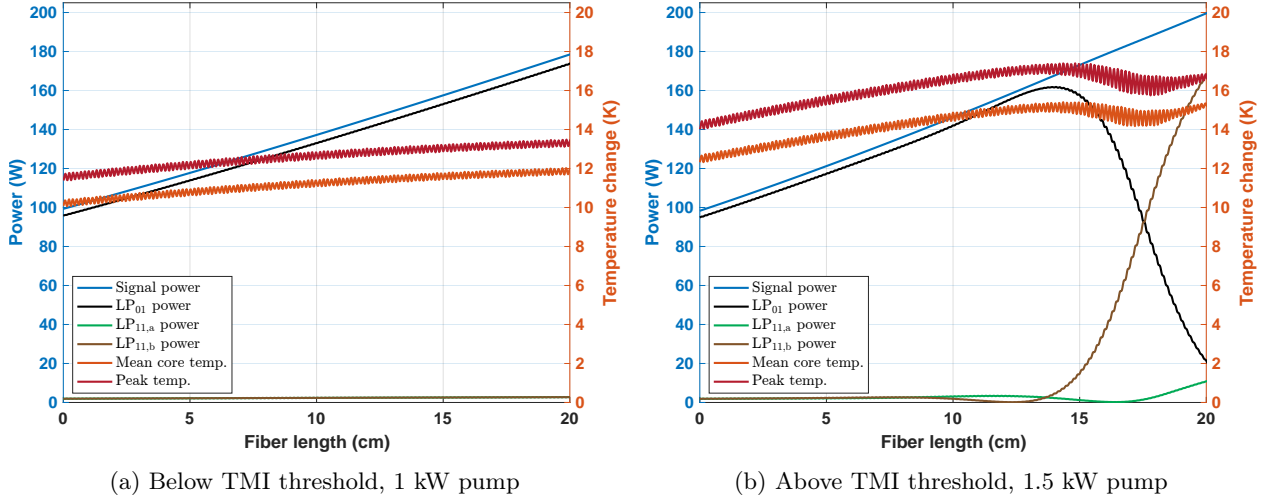 200
180
160
140
120
100
80
60
40
20
0
Power (W)
20
18
16
14
12
10
8
6
4
2
0
Temperature change (K)
Signal power
LP01 power
LP11,a power
LP11,b power
Mean core temp.
Peak temp.
0 5 10 15 20
Fiber length (cm)
(a) Below TMI threshold, 1 kW pump
200
180
160
140
120
100
80
60
40
20
0
Power (W)
20
18
16
14
12
10
8
6
4
2
0
Temperature change (K)
Signal power
LP01 power
LP11,a power
LP11,b power
Mean core temp.
Peak temp.
0 5 10 15 20
Fiber length (cm)
(b) Above TMI threshold, 1.5 kW pump